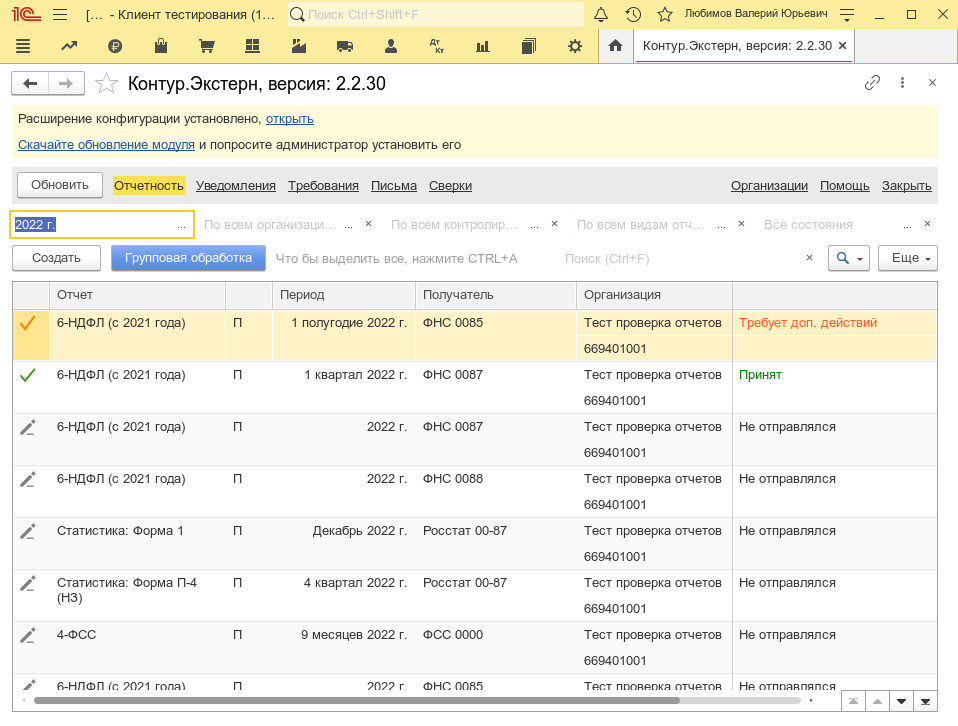 1С [... - Клиент тестирования (1... Поиск Ctrl+Shift+F Любимов Валерий Юрьевич
Дт Кт Контур.Экстерн, версия: 2.2.30 ×
Контур.Экстерн, версия: 2.2.30
Расширение конфигурации установлено, открыть
Скачайте обновление модуля и попросите администратор установить его
Обновить Отчетность Уведомления Требования Письма Сверки Организации Помощь Закрыть
2022 г. ... По всем организаци... ... × По всем контролир... ... × По всем видам отч... ... × Все состояния ... ×
Создать Групповая обработка Что бы выделить все, нажмите CTRL+A Поиск (Ctrl+F) × Еще
Отчет Период Получатель Организация
6-НДФЛ (с 2021 года) П 1 полугодие 2022 г. ФНС 0085 Тест проверка отчетов Требует доп. действий
669401001
6-НДФЛ (с 2021 года) П 1 квартал 2022 г. ФНС 0087 Тест проверка отчетов Принят
669401001
6-НДФЛ (с 2021 года) П 2022 г. ФНС 0087 Тест проверка отчетов Не отправлялся
669401001
6-НДФЛ (с 2021 года) П 2022 г. ФНС 0088 Тест проверка отчетов Не отправлялся
669401001
Статистика: Форма 1 П Декабрь 2022 г. Росстат 00-87 Тест проверка отчетов Не отправлялся
669401001
Статистика: Форма П-4 П 4 квартал 2022 г. Росстат 00-87 Тест проверка отчетов Не отправлялся
(НЗ)
669401001
4-ФСС П 9 месяцев 2022 г. ФСС 0000 Тест проверка отчетов Не отправлялся
669401001
6-НДФЛ (с 2021 года) П 2022 г. ФНС 0085 Тест проверка отчетов Не отправлялся